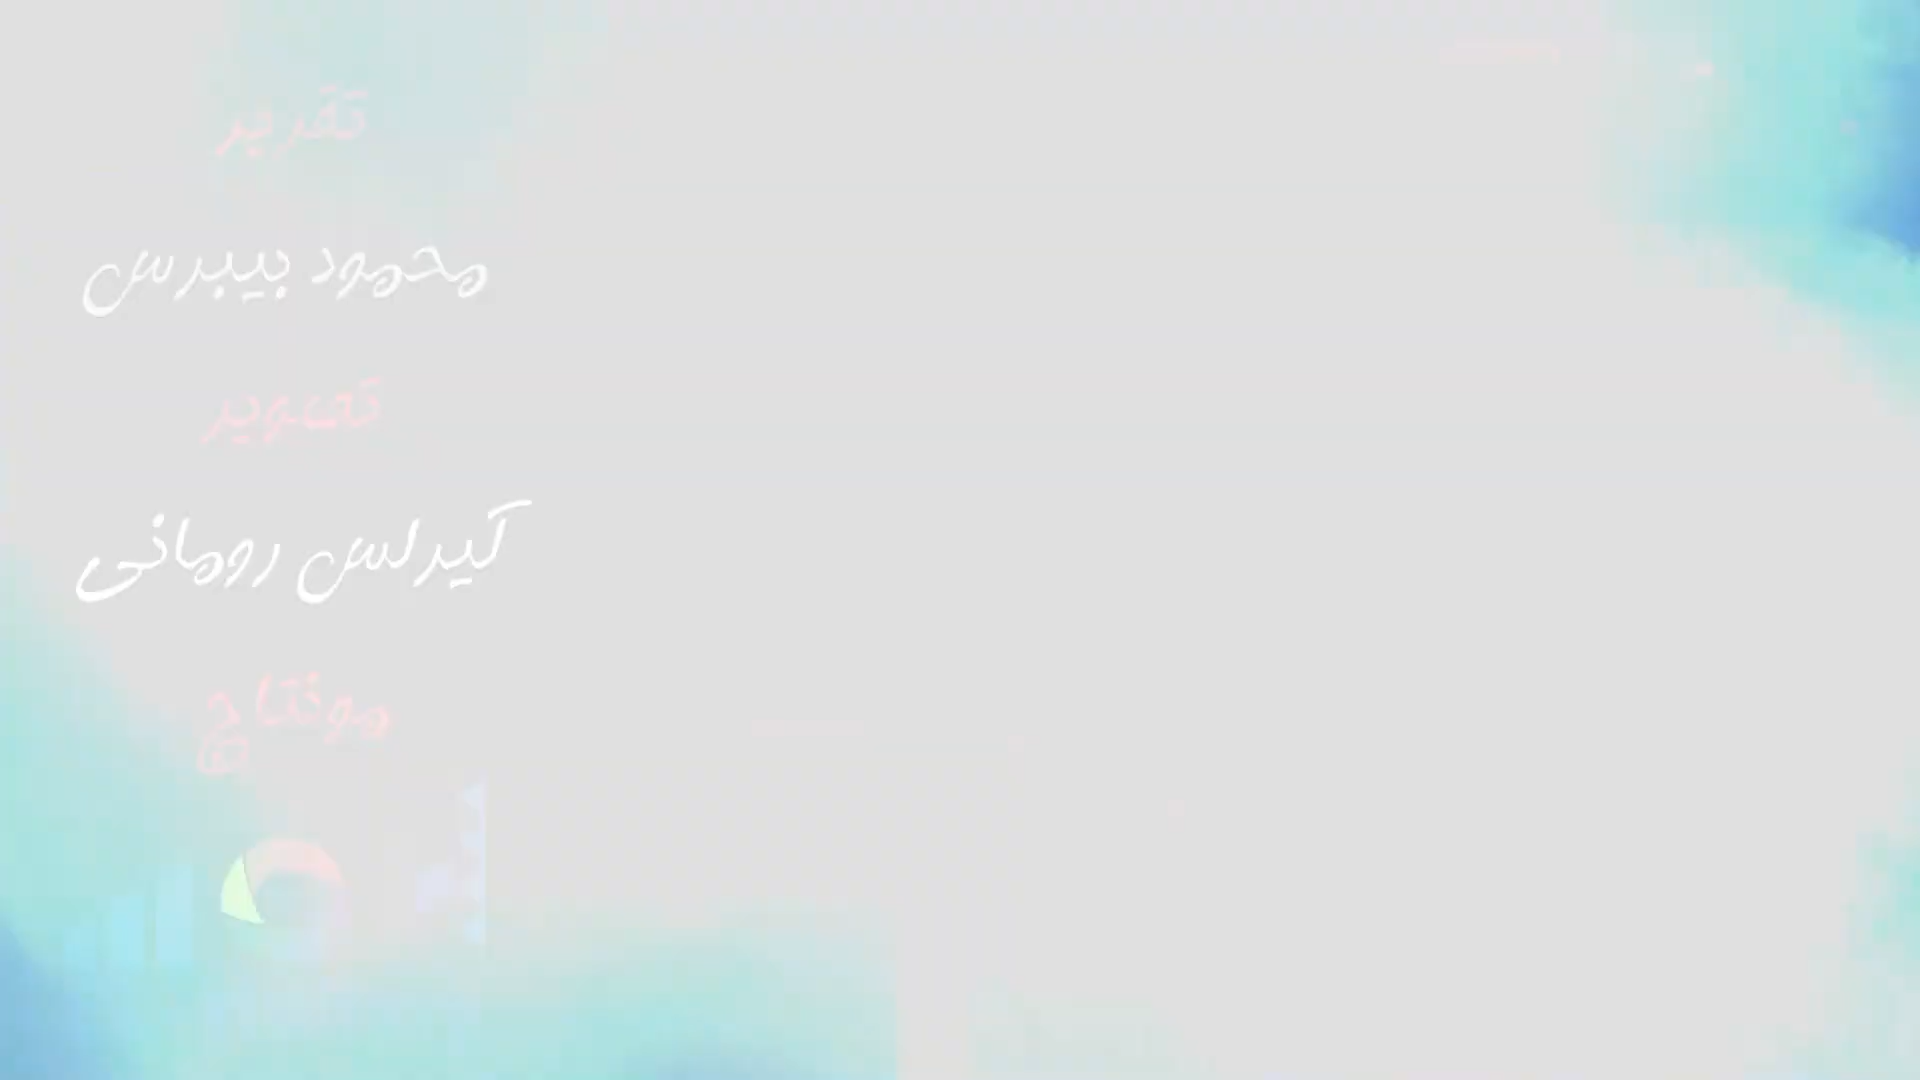 تقرير
محمود بيبرس
تصوير
كيرلس روماني
مونتاج